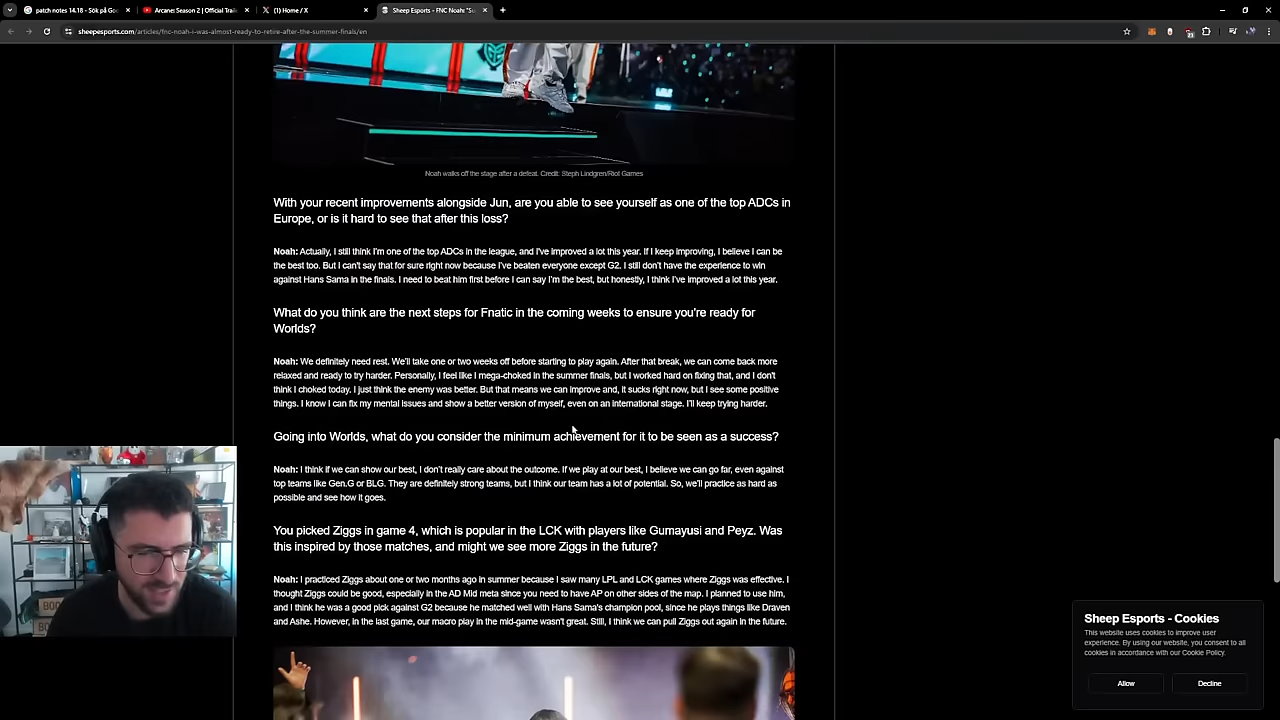 patch notes 14.18 - Sök på Goo
Arcane: Season 2 | Official Trail
(1) Home / X
Sheep Esports - FNC Noah: "Su
sheepesports.com/articles/fnc-noah-i-was-almost-ready-to-retire-after-the-summer-finals/en
Noah walks off the stage after a defeat. Credit: Steph Lindgren/Riot Games
With your recent improvements alongside Jun, are you able to see yourself as one of the top ADCs in
Europe, or is it hard to see that after this loss?
Noah: Actually, I still think I'm one of the top ADCs in the league, and I've improved a lot this year. If I keep improving, I believe I can be
the best too. But I can't say that for sure right now because I've beaten everyone except G2. I still don't have the experience to win
against Hans Sama in the finals. I need to beat him first before I can say I'm the best, but honestly, I think I've improved a lot this year.
What do you think are the next steps for Fnatic in the coming weeks to ensure you're ready for
Worlds?
Noah: We definitely need rest. We'll take one or two weeks off before starting to play again. After that break, we can come back more
relaxed and ready to try harder. Personally, I feel like I mega-choked in the summer finals, but I worked hard on fixing that, and I don't
think I choked today. I just think the enemy was better. But that means we can improve and, it sucks right now, but I see some positive
things. I know I can fix my mental issues and show a better version of myself, even on an international stage. I'll keep trying harder.
Going into Worlds, what do you consider the minimum achievement for it to be seen as a success?
Noah: I think if we can show our best, I don't really care about the outcome. If we play at our best, I believe we can go far, even against
top teams like Gen.G or BLG. They are definitely strong teams, but I think our team has a lot of potential. So, we'll practice as hard as
possible and see how it goes.
You picked Ziggs in game 4, which is popular in the LCK with players like Gumayusi and Peyz. Was
this inspired by those matches, and might we see more Ziggs in the future?
Noah: I practiced Ziggs about one or two months ago in summer because I saw many LPL and LCK games where Ziggs was effective. I
thought Ziggs could be good, especially in the AD Mid meta since you need to have AP on other sides of the map. I planned to use him,
and I think he was a good pick against G2 because he matched well with Hans Sama's champion pool, since he plays things like Draven
and Ashe. However, in the last game, our macro play in the mid-game wasn't great. Still, I think we can pull Ziggs out again in the future.
Sheep Esports - Cookies
This website uses cookies to improve user
experience. By using our website, you consent to all
cookies in accordance with our Cookie Policy.
Allow
Decline